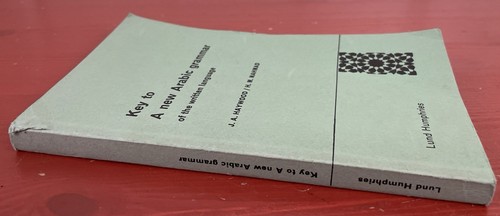 Key to
A new Arabic grammar
of the written language
J. A. HAYWOOD / H. M. NAHMAD
Lund Humphries
Key to A new Arabic grammar
Lund Humphries